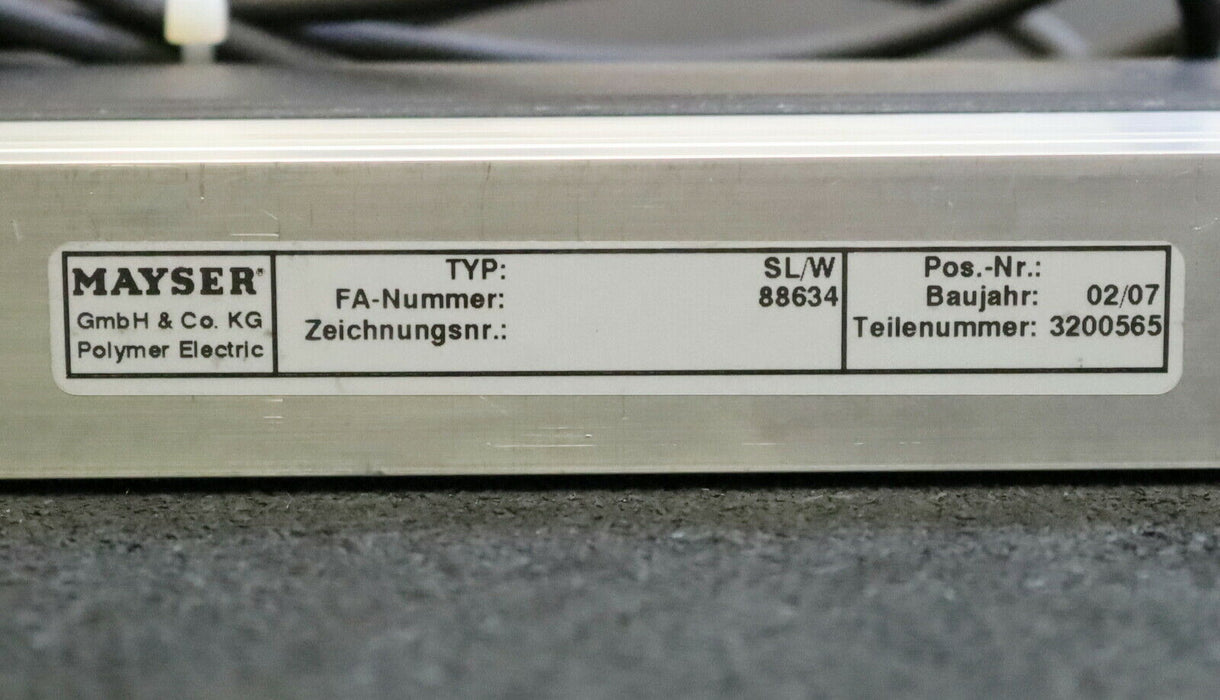 MAYSER®
GmbH & Co. KG
Polymer Electric
TYP: SL/W
FA-Nummer: 88634
Zeichnungsnr.:
Pos.-Nr.:
Baujahr: 02/07
Teilenummer: 3200565